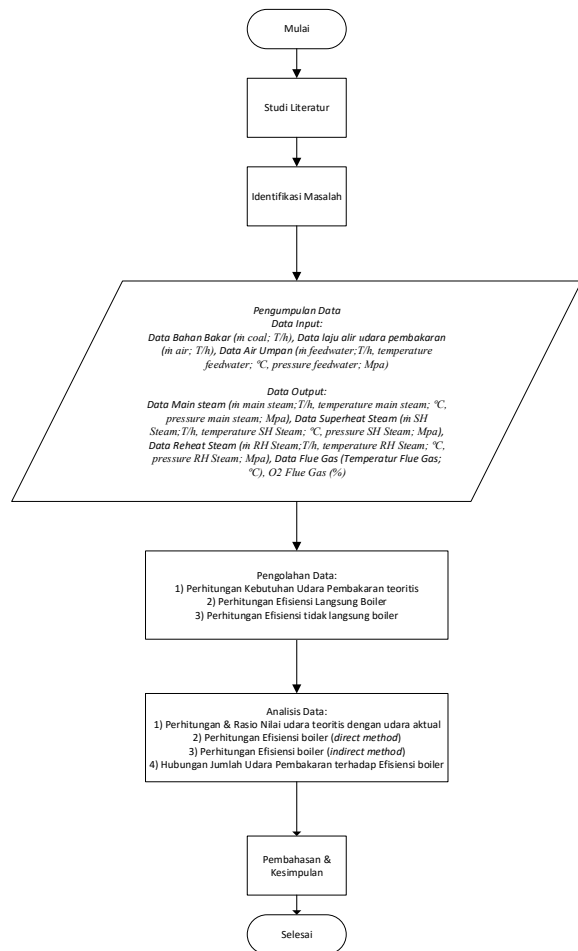 Mulai
Studi Literatur
Identifikasi Masalah
Pengumpulan Data
Data Input:
Data Bahan Bakar (ṁ coal; T/h), Data laju alir udara pembakaran
(ṁ air; T/h), Data Air Umpan (ṁ feedwater;T/h, temperature
feedwater; °C, pressure feedwater; Mpa)
Data Output:
Data Main steam (ṁ main steam;T/h, temperature main steam; °C,
pressure main steam; Mpa), Data Superheat Steam (ṁ SH
Steam;T/h, temperature SH Steam; °C, pressure SH Steam; Mpa),
Data Reheat Steam (ṁ RH Steam;T/h, temperature RH Steam; °C,
pressure RH Steam; Mpa), Data Flue Gas (Temperatur Flue Gas;
°C), O2 Flue Gas (%)
Pengolahan Data:
1) Perhitungan Kebutuhan Udara Pembakaran teoritis
2) Perhitungan Efisiensi Langsung Boiler
3) Perhitungan Efisiensi tidak langsung boiler
Analisis Data:
1) Perhitungan & Rasio Nilai udara teoritis dengan udara aktual
2) Perhitungan Efisiensi boiler (direct method)
3) Perhitungan Efisiensi boiler (indirect method)
4) Hubungan Jumlah Udara Pembakaran terhadap Efisiensi boiler
Pembahasan &
Kesimpulan
Selesai